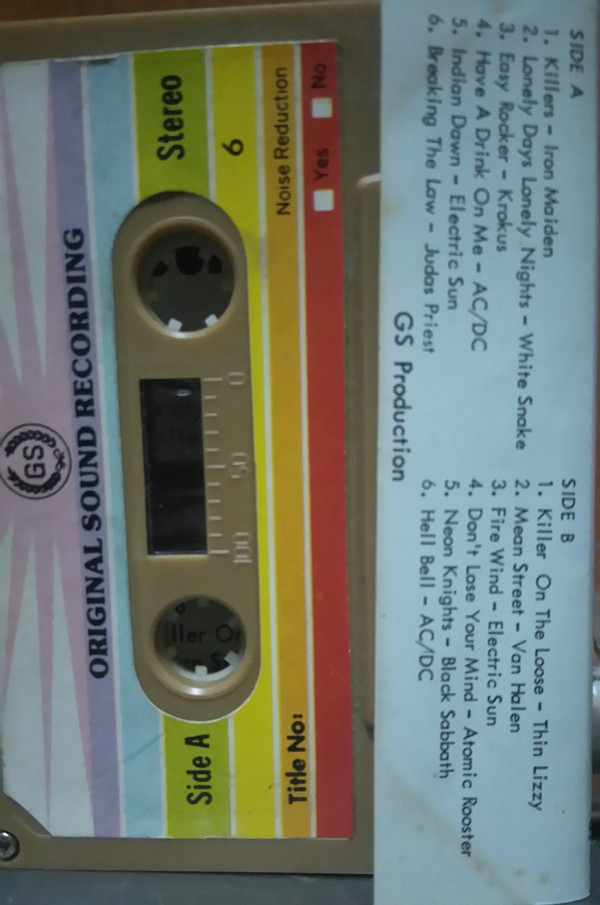 SIDE A
1. Killers - Iron Maiden
2. Lonely Days Lonely Nights - White Snake
3. Easy Rocker - Krokus
4. Have A Drink On Me - AC/DC
5. Indian Dawn - Electric Sun
6. Breaking The Law - Judas Priest
SIDE B
1. Killer On The Loose - Thin Lizzy
2. Mean Street - Van Halen
3. Fire Wind - Electric Sun
4. Don't Lose Your Mind - Atomic Rooster
5. Neon Knights - Black Sabbath
6. Hell Bell - AC/DC
GS Production
Noise Reduction
Yes
No
Title No:
6
Stereo
Side A
0 50 100
ller On
ORIGINAL SOUND RECORDING
GS